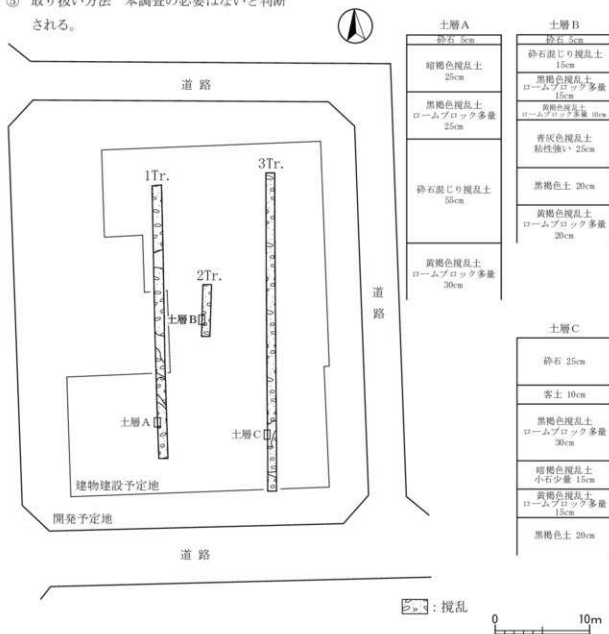 ⑤ 取り扱い方法 本調査の必要はないと判断
される。
道 路
1Tr.
3Tr.
2Tr.
道
路
土層B
土層A
土層C
建物建設予定地
開発予定地
道 路
：撹乱
0 10m
土層A
砕石 5cm
暗褐色撹乱土
25cm
黒褐色撹乱土
ロームブロック多量
25cm
砕石混じり撹乱土
55cm
黄褐色撹乱土
ロームブロック多量
30cm
土層B
砕石 5cm
砕石混じり撹乱土
15cm
黒褐色撹乱土
ロームブロック多量
15cm
黄褐色撹乱土
ロームブロック多量 10cm
青灰色撹乱土
粘性強い 25cm
黒褐色土 20cm
黄褐色撹乱土
ロームブロック多量
20cm
土層C
砕石 25cm
客土 10cm
黒褐色撹乱土
ロームブロック多量
30cm
暗褐色撹乱土
小石少量 15cm
黄褐色撹乱土
ロームブロック多量
15cm
黒褐色土 20cm